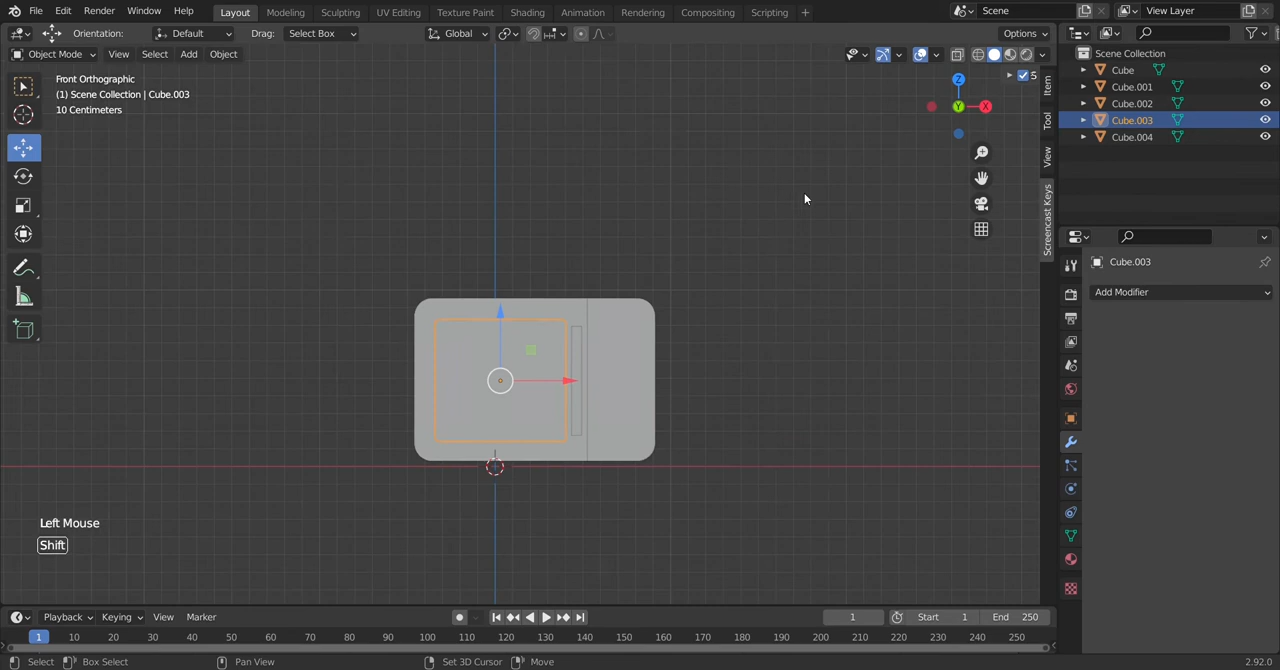 File Edit Render Window Help Layout Modeling Sculpting UV Editing Texture Paint Shading Animation Rendering Compositing Scripting + Scene View Layer
Orientation: Default Drag: Select Box Global Options
Object Mode View Select Add Object
Scene Collection
Cube
Cube.001
Cube.002
Cube.003
Cube.004
Front Orthographic
(1) Scene Collection | Cube.003
10 Centimeters
5
Z
Y
X
Item
Tool
View
Screencast Keys
Cube.003
Add Modifier
Left Mouse
Shift
Playback Keying View Marker 1 Start 1 End 250
1 10 20 30 40 50 60 70 80 90 100 110 120 130 140 150 160 170 180 190 200 210 220 230 240 250
Select Box Select Pan View Set 3D Cursor Move 2.92.0